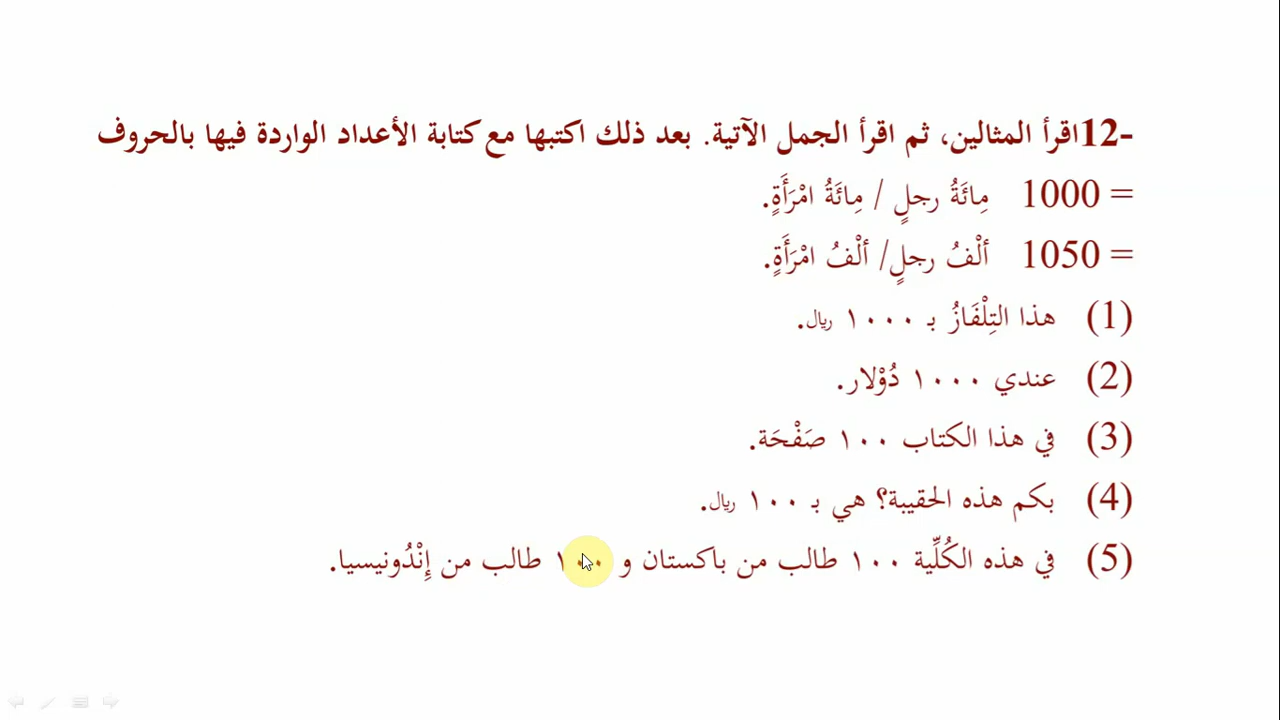 12- اقرأ المثالين، ثم اقرأ الجمل الآتية. بعد ذلك اكتبها مع كتابة الأعداد الواردة فيها بالحروف
= 1000 مِائَةُ رجلٍ / مِائَةُ امْرَأَةٍ.
= 1050 ألْفُ رجلٍ/ ألْفُ امْرَأَةٍ.
(1) هذا التِلْفَازُ بـ ١٠٠٠ ريال.
(2) عندي ١٠٠٠ دُوْلار.
(3) في هذا الكتاب ١٠٠ صَفْحَة.
(4) بكم هذه الحقيبة؟ هي بـ ١٠٠ ريال.
(5) في هذه الكُلِّية ١٠٠ طالب من باكستان و ١٠٠ طالب من إِنْدُونيسيا.